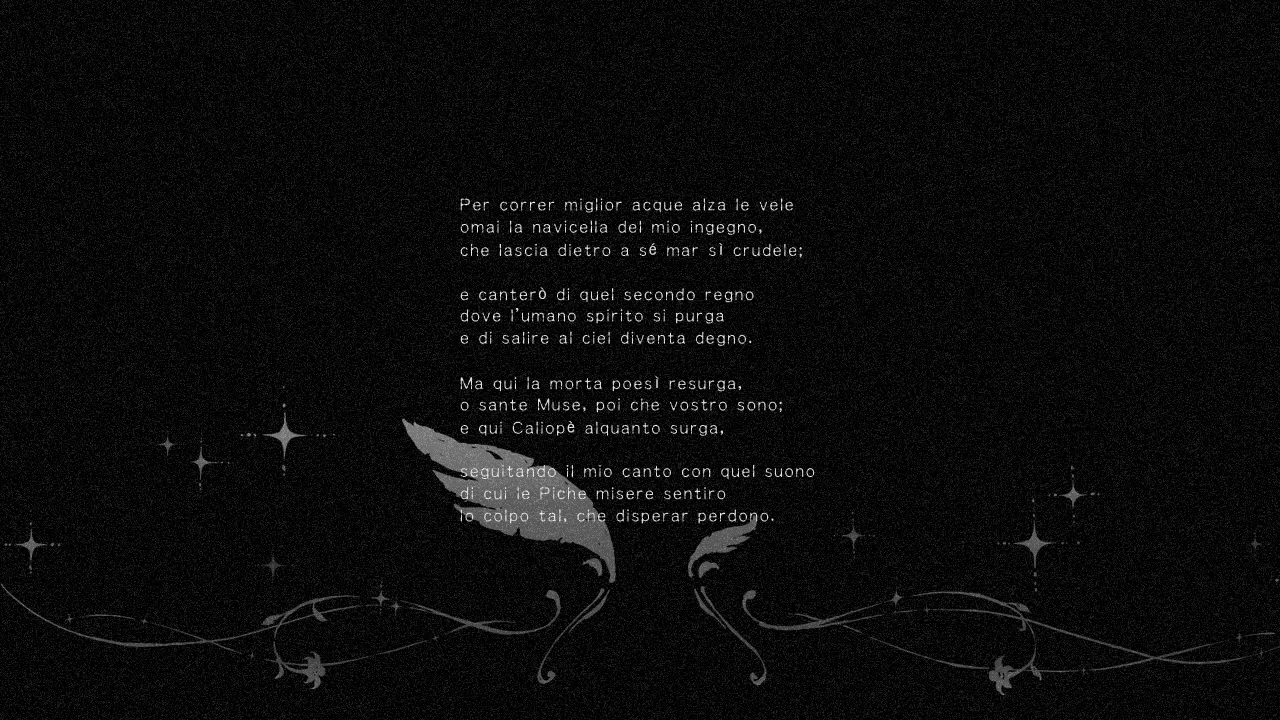 Per correr miglior acque alza le vele
omai la navicella del mio ingegno,
che lascia dietro a sé mar sì crudele;
e canterò di quel secondo regno
dove l'umano spirito si purga
e di salire al ciel diventa degno.
Ma qui la morta poesì resurga,
o sante Muse, poi che vostro sono;
e qui Caliopè alquanto surga,
seguitando il mio canto con quel suono
di cui le Piche misere sentiro
lo colpo tal, che disperar perdono.